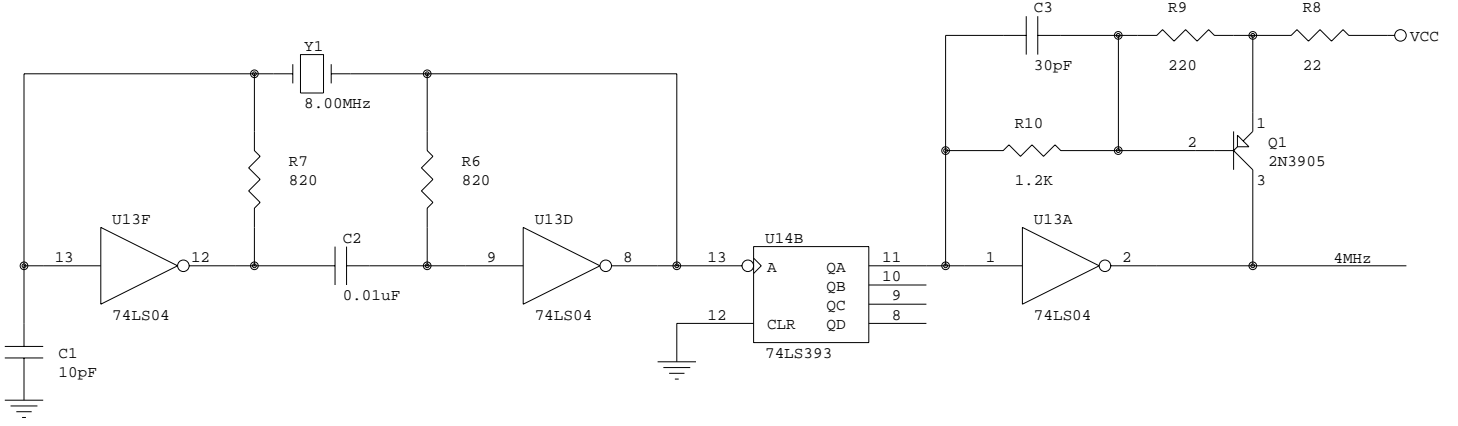 C3
R9
R8
VCC
30pF
220
22
Y1
8.00MHz
R10
1.2K
2
1
Q1
2N3905
3
R7
820
R6
820
U13F
13
12
74LS04
C2
0.01uF
U13D
9
8
74LS04
U14B
13
A
QA
11
QB
10
QC
9
12
CLR
QD
8
74LS393
U13A
1
2
74LS04
4MHz
C1
10pF